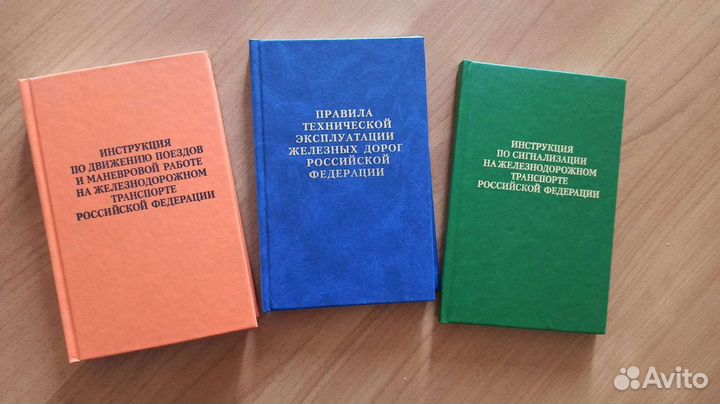 ИНСТРУКЦИЯ
ПО ДВИЖЕНИЮ ПОЕЗДОВ
И МАНЕВРОВОЙ РАБОТЕ
НА ЖЕЛЕЗНОДОРОЖНОМ
ТРАНСПОРТЕ
РОССИЙСКОЙ ФЕДЕРАЦИИ
ПРАВИЛА
ТЕХНИЧЕСКОЙ
ЭКСПЛУАТАЦИИ
ЖЕЛЕЗНЫХ ДОРОГ
РОССИЙСКОЙ
ФЕДЕРАЦИИ
ИНСТРУКЦИЯ
ПО СИГНАЛИЗАЦИИ
НА ЖЕЛЕЗНОДОРОЖНОМ
ТРАНСПОРТЕ
РОССИЙСКОЙ ФЕДЕРАЦИИ
Avito